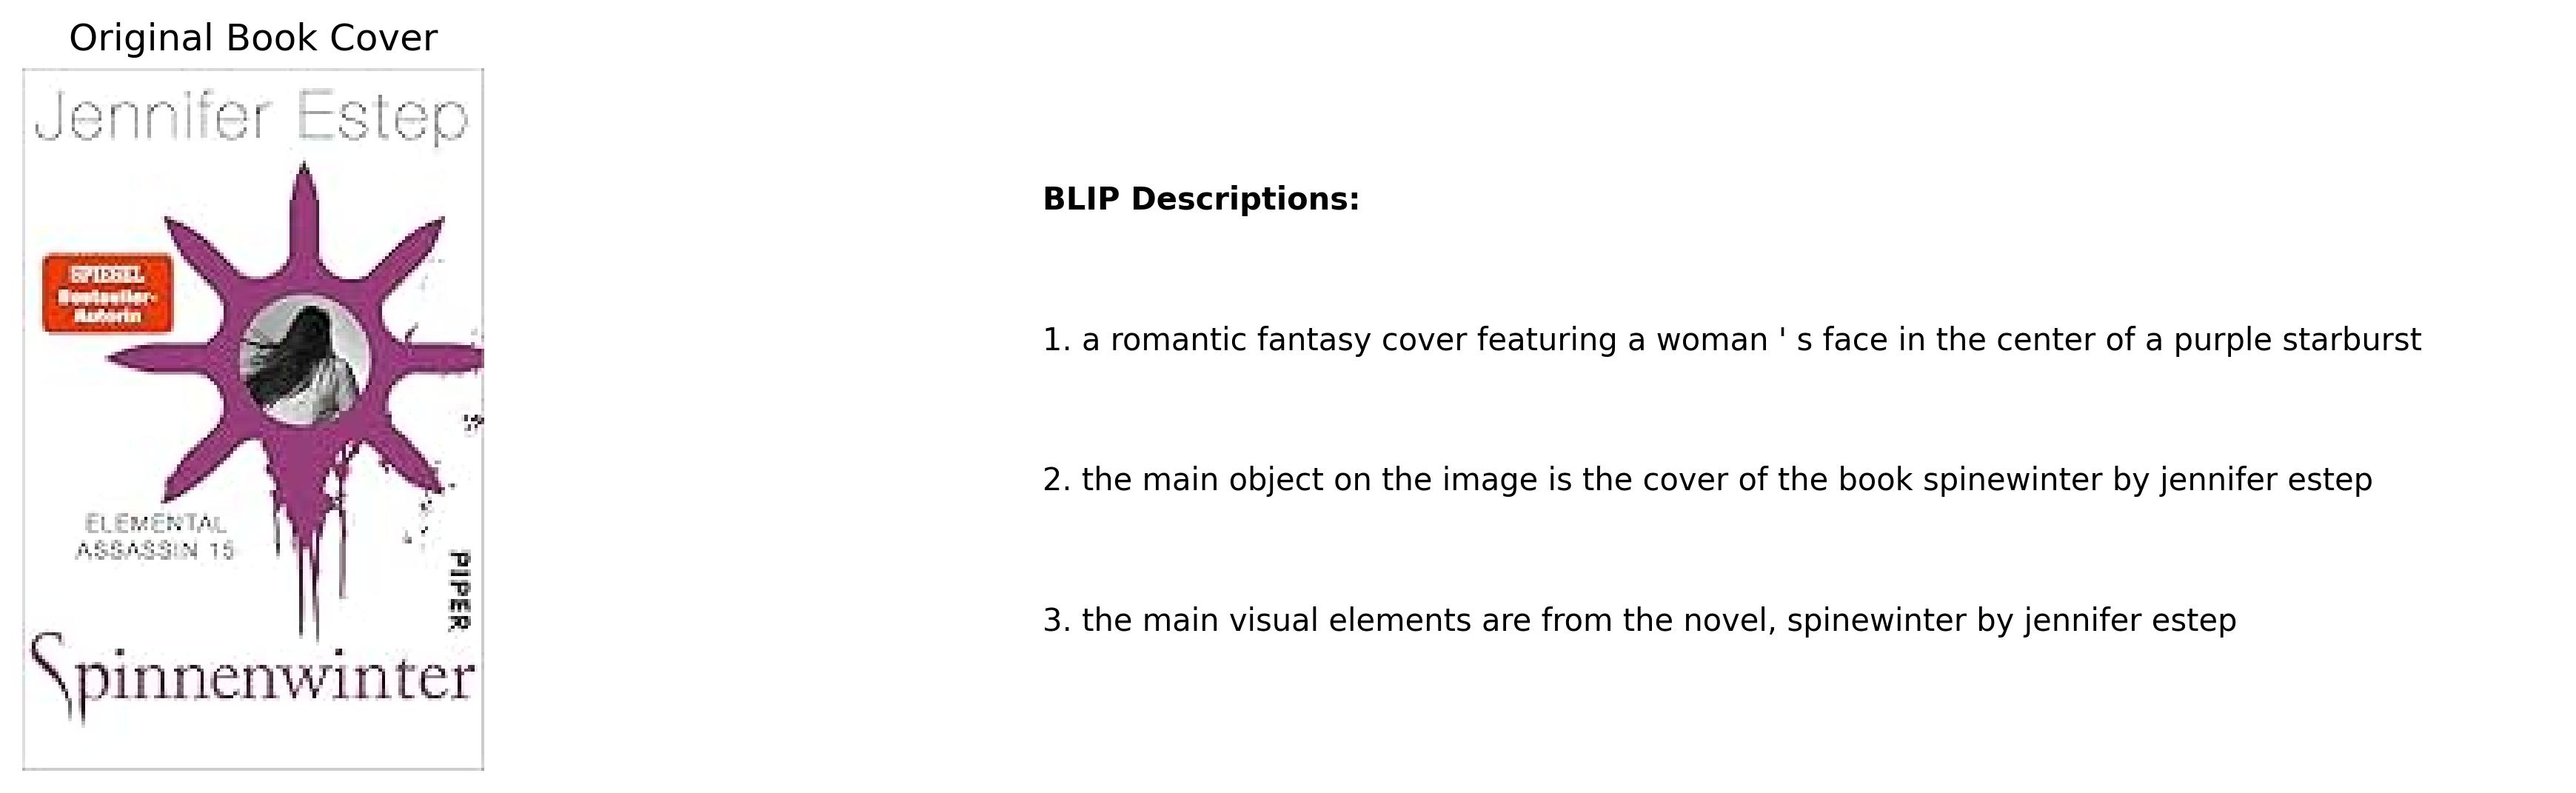 Original Book Cover
Jennifer Estep
SPIEGEL
Bestseller-
Autorin
ELEMENTAL
ASSASSIN 15
PIPER
Spinnenwinter
BLIP Descriptions:
1. a romantic fantasy cover featuring a woman ' s face in the center of a purple starburst
2. the main object on the image is the cover of the book spinewinter by jennifer estep
3. the main visual elements are from the novel, spinewinter by jennifer estep